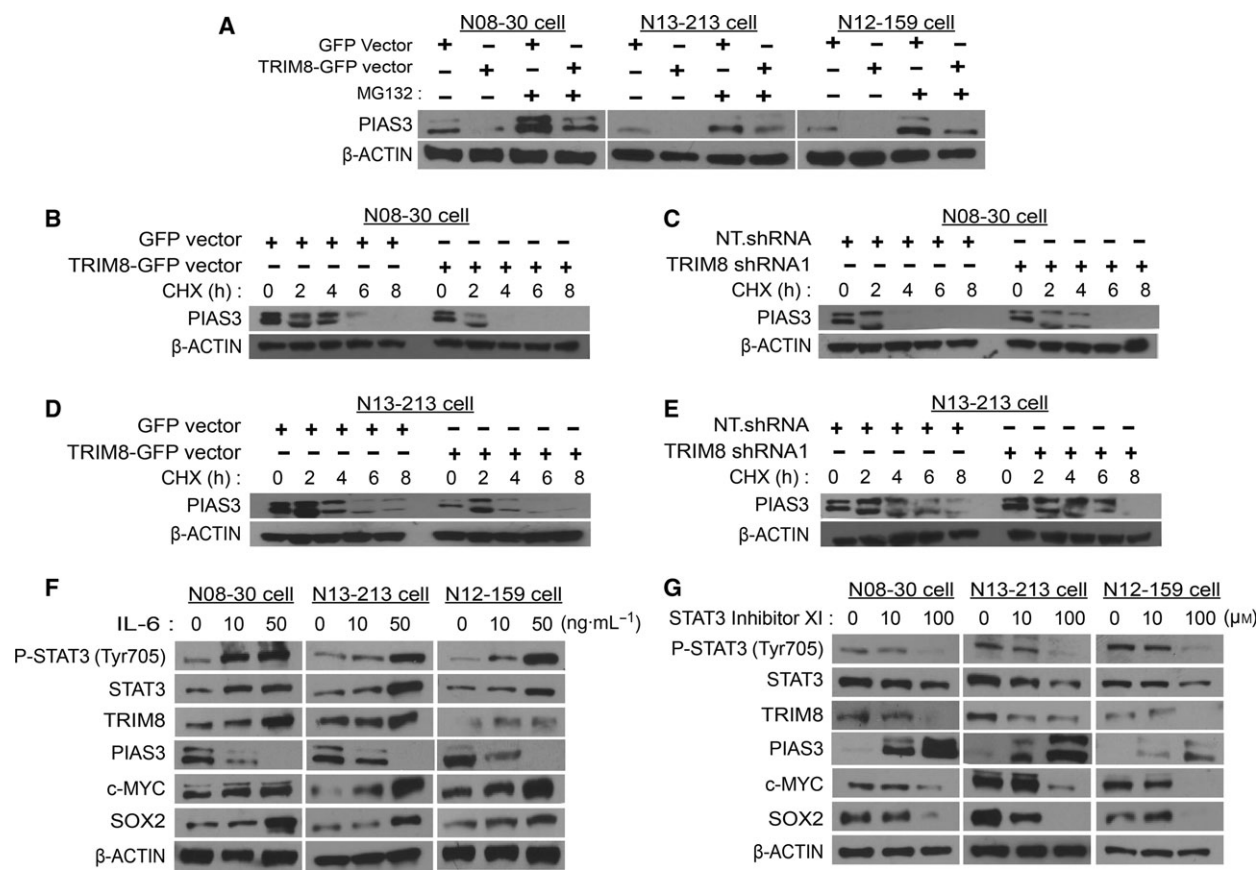 A
N08-30 cell N13-213 cell N12-159 cell
GFP Vector + – + – + – + – + – + –
TRIM8-GFP vector – + – + – + – + – + – +
MG132 : – – + + – – + + – – + +
PIAS3
β-ACTIN
B
N08-30 cell
GFP vector + + + + + – – – – –
TRIM8-GFP vector – – – – – + + + + +
CHX (h) : 0 2 4 6 8 0 2 4 6 8
PIAS3
β-ACTIN
C
N08-30 cell
NT.shRNA + + + + + – – – – –
TRIM8 shRNA1 – – – – – + + + + +
CHX (h) : 0 2 4 6 8 0 2 4 6 8
PIAS3
β-ACTIN
D
N13-213 cell
GFP vector + + + + + – – – – –
TRIM8-GFP vector – – – – – + + + + +
CHX (h) : 0 2 4 6 8 0 2 4 6 8
PIAS3
β-ACTIN
E
N13-213 cell
NT.shRNA + + + + + – – – – –
TRIM8 shRNA1 – – – – – + + + + +
CHX (h) : 0 2 4 6 8 0 2 4 6 8
PIAS3
β-ACTIN
F
N08-30 cell N13-213 cell N12-159 cell
IL-6 : 0 10 50 0 10 50 0 10 50 (ng·mL⁻¹)
P-STAT3 (Tyr705)
STAT3
TRIM8
PIAS3
c-MYC
SOX2
β-ACTIN
G
N08-30 cell N13-213 cell N12-159 cell
STAT3 Inhibitor XI : 0 10 100 0 10 100 0 10 100 (μM)
P-STAT3 (Tyr705)
STAT3
TRIM8
PIAS3
c-MYC
SOX2
β-ACTIN